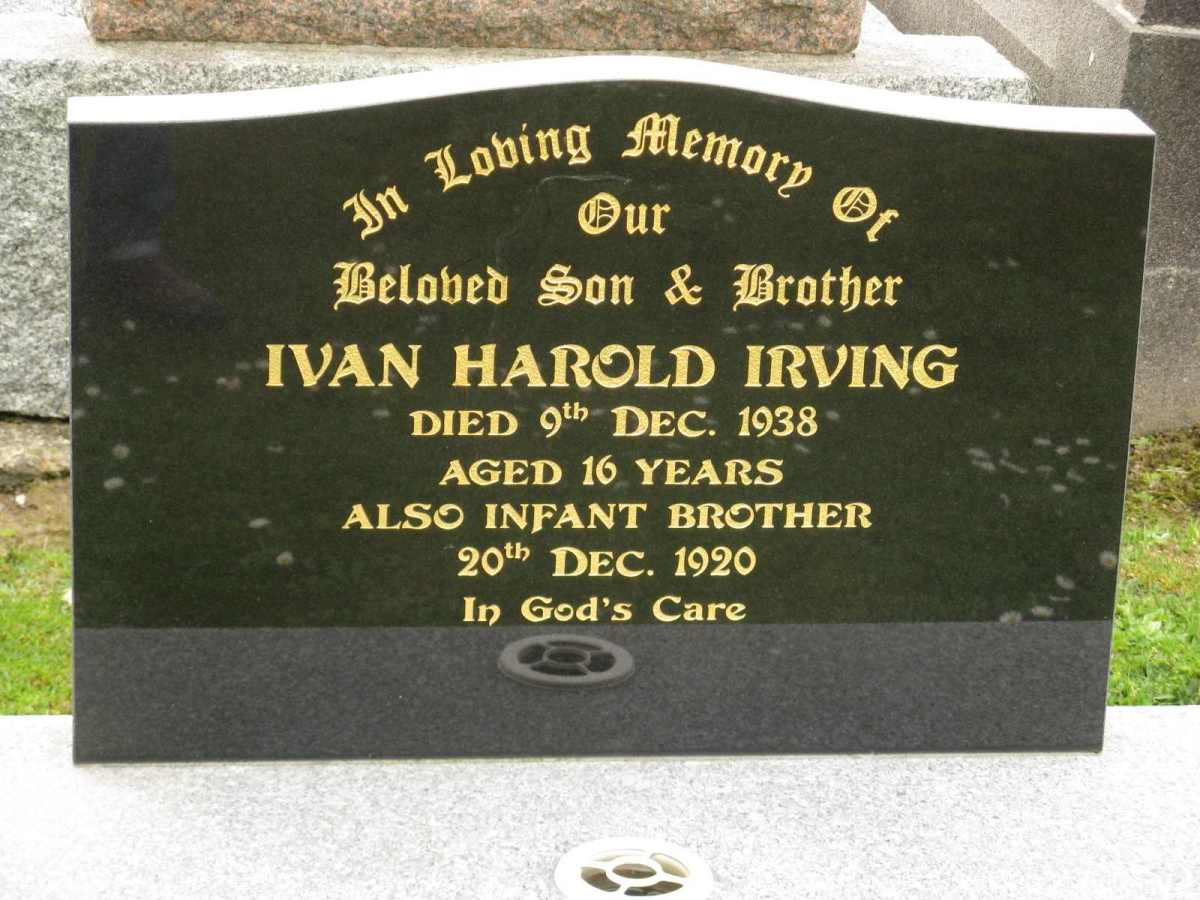 In Loving Memory Of
Our
Beloved Son & Brother
IVAN HAROLD IRVING
DIED 9th DEC. 1938
AGED 16 YEARS
ALSO INFANT BROTHER
20th DEC. 1920
In God's Care